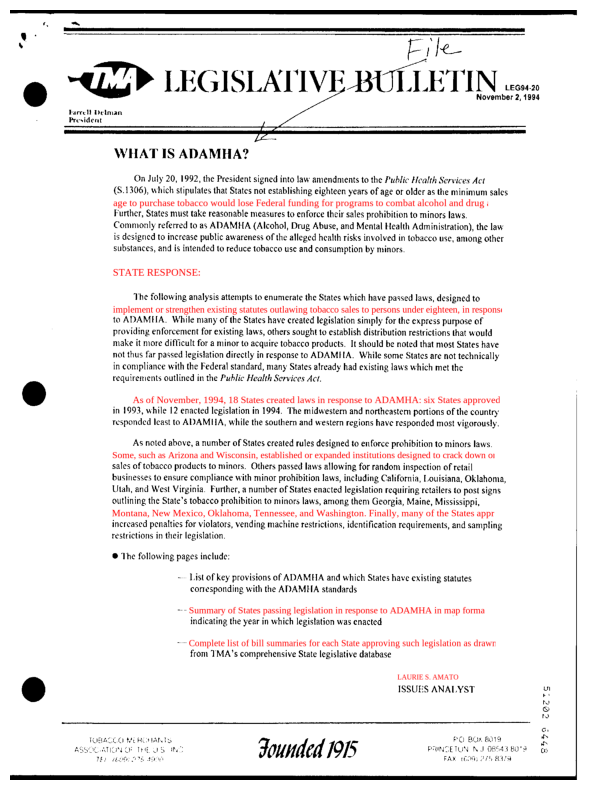 File
TMA LEGISLATIVE BULLETIN LEG94-20
November 2, 1994
Farrell Delman
President
WHAT IS ADAMHA?
On July 20, 1992, the President signed into law amendments to the Public Health Services Act
(S.1306), which stipulates that States not establishing eighteen years of age or older as the minimum sales
age to purchase tobacco would lose Federal funding for programs to combat alcohol and drug
Further, States must take reasonable measures to enforce their sales prohibition to minors laws.
Commonly referred to as ADAMHA (Alcohol, Drug Abuse, and Mental Health Administration), the law
is designed to increase public awareness of the alleged health risks involved in tobacco use, among other
substances, and is intended to reduce tobacco use and consumption by minors.
STATE RESPONSE:
The following analysis attempts to enumerate the States which have passed laws, designed to
implement or strengthen existing statutes outlawing tobacco sales to persons under eighteen, in respons
to ADAMHA. While many of the States have created legislation simply for the express purpose of
providing enforcement for existing laws, others sought to establish distribution restrictions that would
make it more difficult for a minor to acquire tobacco products. It should be noted that most States have
not thus far passed legislation directly in response to ADAMHA. While some States are not technically
in compliance with the Federal standard, many States already had existing laws which met the
requirements outlined in the Public Health Services Act.
As of November, 1994, 18 States created laws in response to ADAMHA: six States approved
in 1993, while 12 enacted legislation in 1994. The midwestern and northeastern portions of the country
responded least to ADAMHA, while the southern and western regions have responded most vigorously.
As noted above, a number of States created rules designed to enforce prohibition to minors laws.
Some, such as Arizona and Wisconsin, established or expanded institutions designed to crack down on
sales of tobacco products to minors. Others passed laws allowing for random inspection of retail
businesses to ensure compliance with minor prohibition laws, including California, Louisiana, Oklahoma,
Utah, and West Virginia. Further, a number of States enacted legislation requiring retailers to post signs
outlining the State's tobacco prohibition to minors laws, among them Georgia, Maine, Mississippi,
Montana, New Mexico, Oklahoma, Tennessee, and Washington. Finally, many of the States appr
increased penalties for violators, vending machine restrictions, identification requirements, and sampling
restrictions in their legislation.
● The following pages include:
— List of key provisions of ADAMHA and which States have existing statutes
corresponding with the ADAMHA standards
— Summary of States passing legislation in response to ADAMHA in map forma
indicating the year in which legislation was enacted
— Complete list of bill summaries for each State approving such legislation as drawn
from TMA's comprehensive State legislative database
LAURIE S. AMATO
ISSUES ANALYST
51202 6448
TOBACCO MERCHANTS
ASSOCIATION OF THE U.S., INC.
TEL. (609) 275-4900
Founded 1915
P.O. BOX 8019
PRINCETON, N.J. 08543-8019
FAX (609) 275-8379